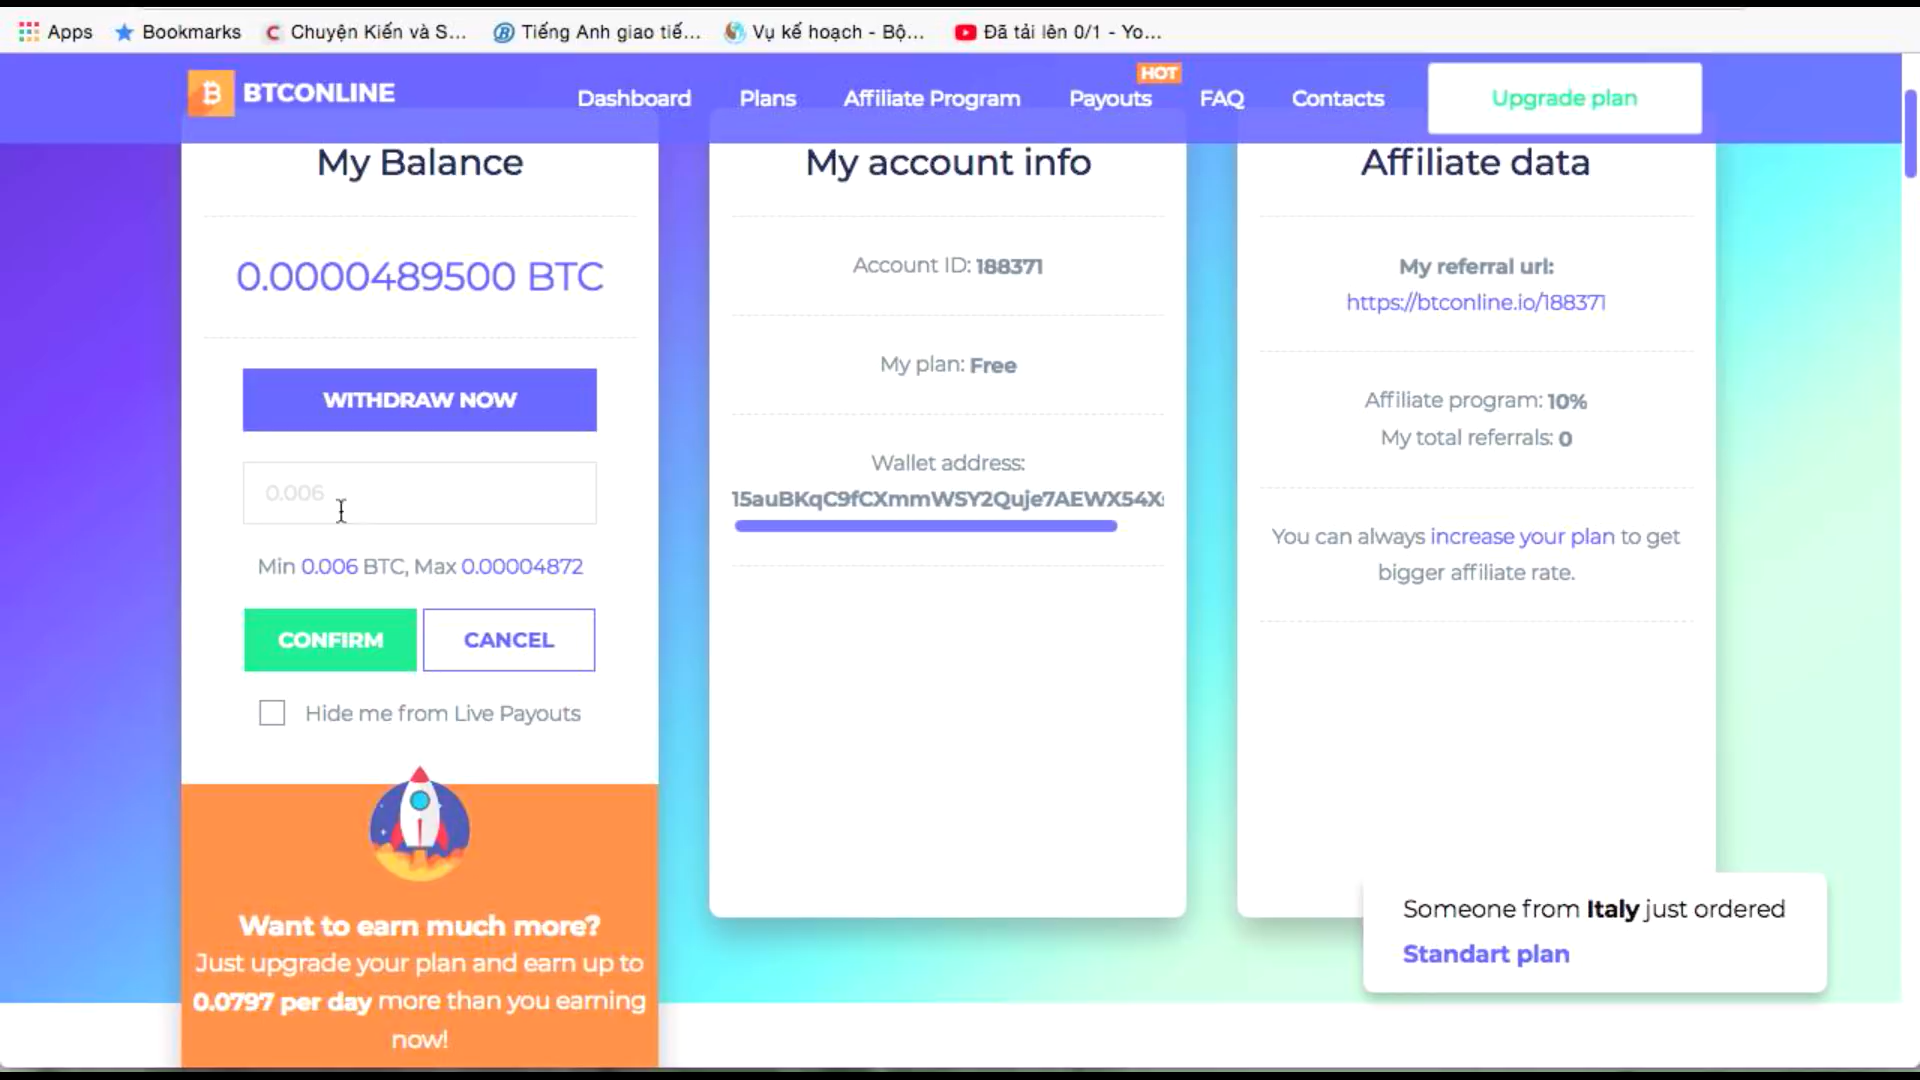 Apps
Bookmarks
Chuyện Kiến và S...
Tiếng Anh giao tiế...
Vụ kế hoạch - Bộ...
Đã tải lên 0/1 - Yo...
BTCONLINE
Dashboard
Plans
Affiliate Program
HOT
Payouts
FAQ
Contacts
Upgrade plan
My Balance
0.0000489500 BTC
WITHDRAW NOW
0.006
Min 0.006 BTC, Max 0.00004872
CONFIRM
CANCEL
Hide me from Live Payouts
Want to earn much more?
Just upgrade your plan and earn up to
0.0797 per day more than you earning
now!
My account info
Account ID: 188371
My plan: Free
Wallet address:
15auBKqC9fCXmmWSY2Quje7AEWX54X
Affiliate data
My referral url:
https://btconline.io/188371
Affiliate program: 10%
My total referrals: 0
You can always increase your plan to get
bigger affiliate rate.
Someone from Italy just ordered
Standart plan